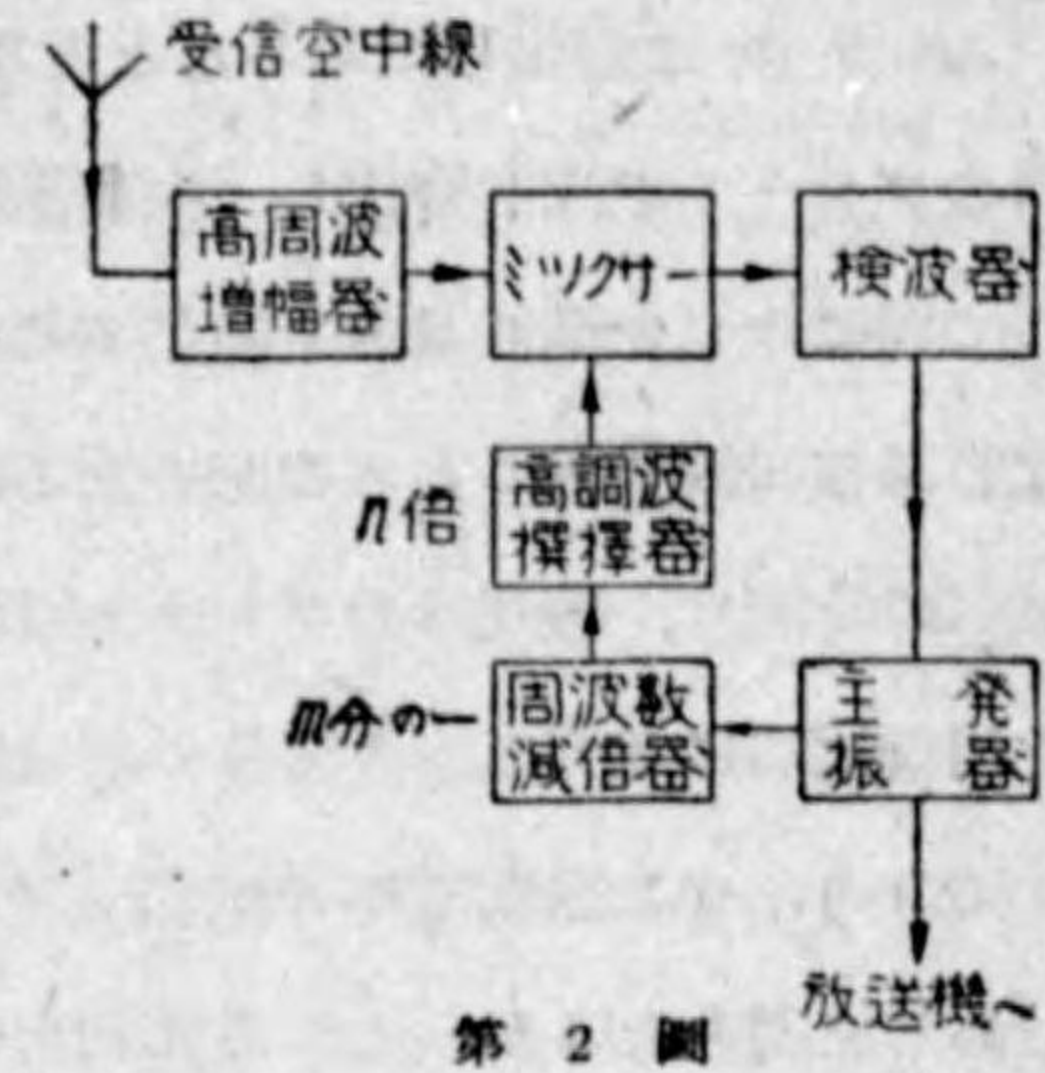 受信空中線
高周波
増幅器
ミツクサー
検波器
n倍
高調波
撰擇器
m分の一
周波数
減倍器
主発
振器
放送機へ
第2圖